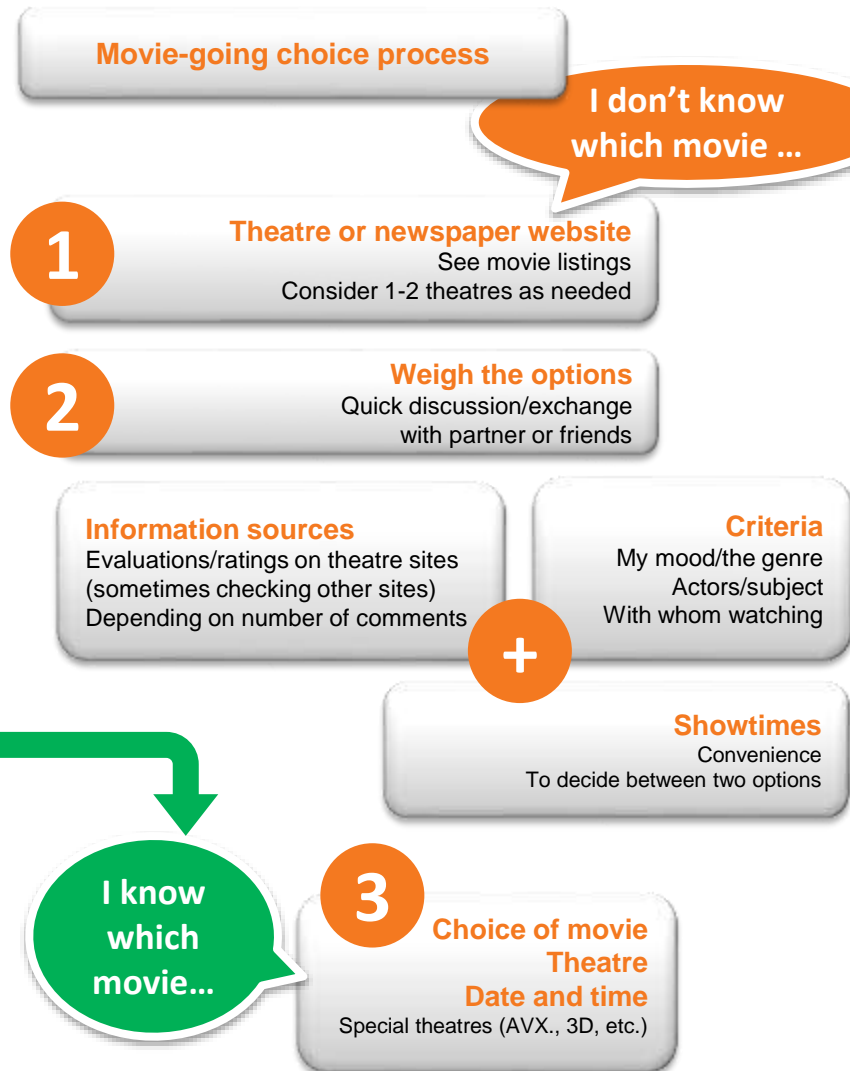 Movie-going choice process
I don’t know
which movie ...
1
Theatre or newspaper website
See movie listings
Consider 1-2 theatres as needed
2
Weigh the options
Quick discussion/exchange
with partner or friends
Information sources
Evaluations/ratings on theatre sites
(sometimes checking other sites)
Depending on number of comments
+
Criteria
My mood/the genre
Actors/subject
With whom watching
Showtimes
Convenience
To decide between two options
I know
which
movie...
3
Choice of movie
Theatre
Date and time
Special theatres (AVX., 3D, etc.)